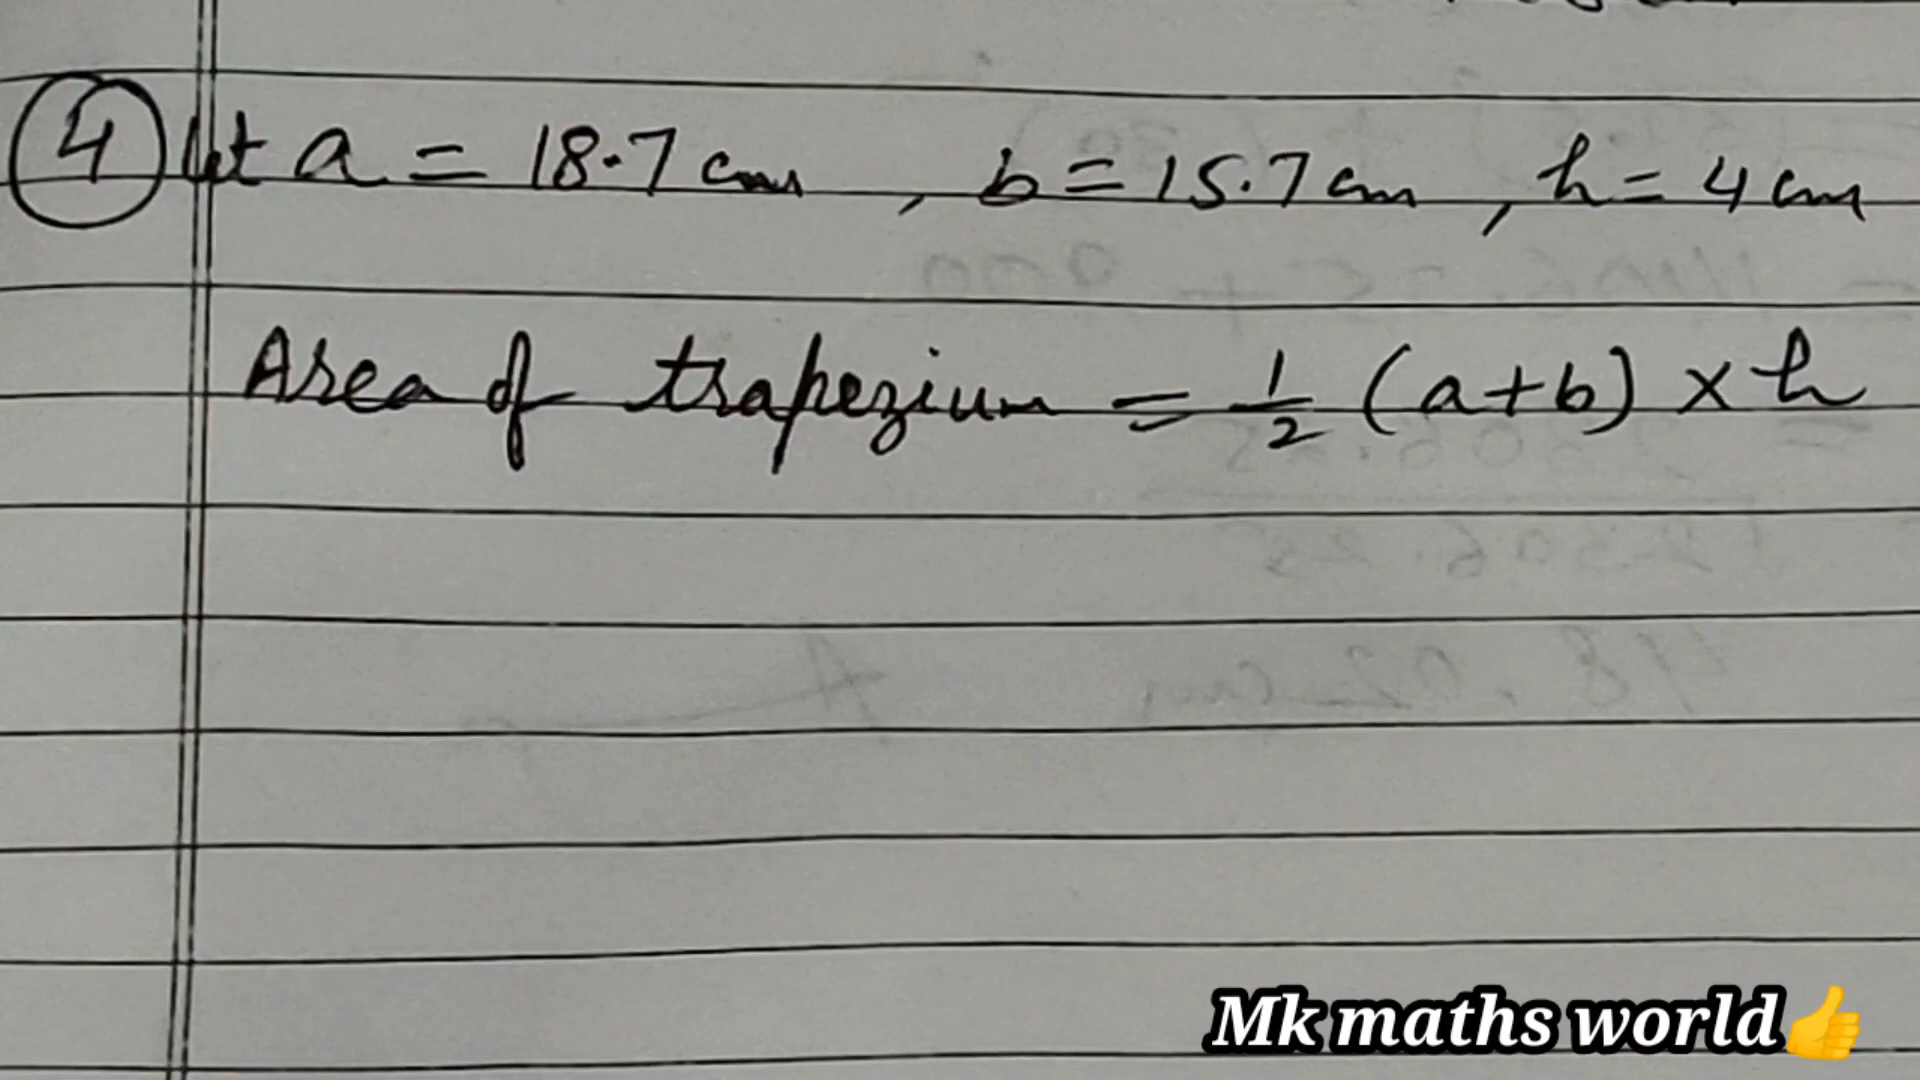 4 let a = 18.7 cm , b = 15.7 cm , h = 4 cm
Area of trapezium = 1/2 (a+b) × h
Mk maths world👍